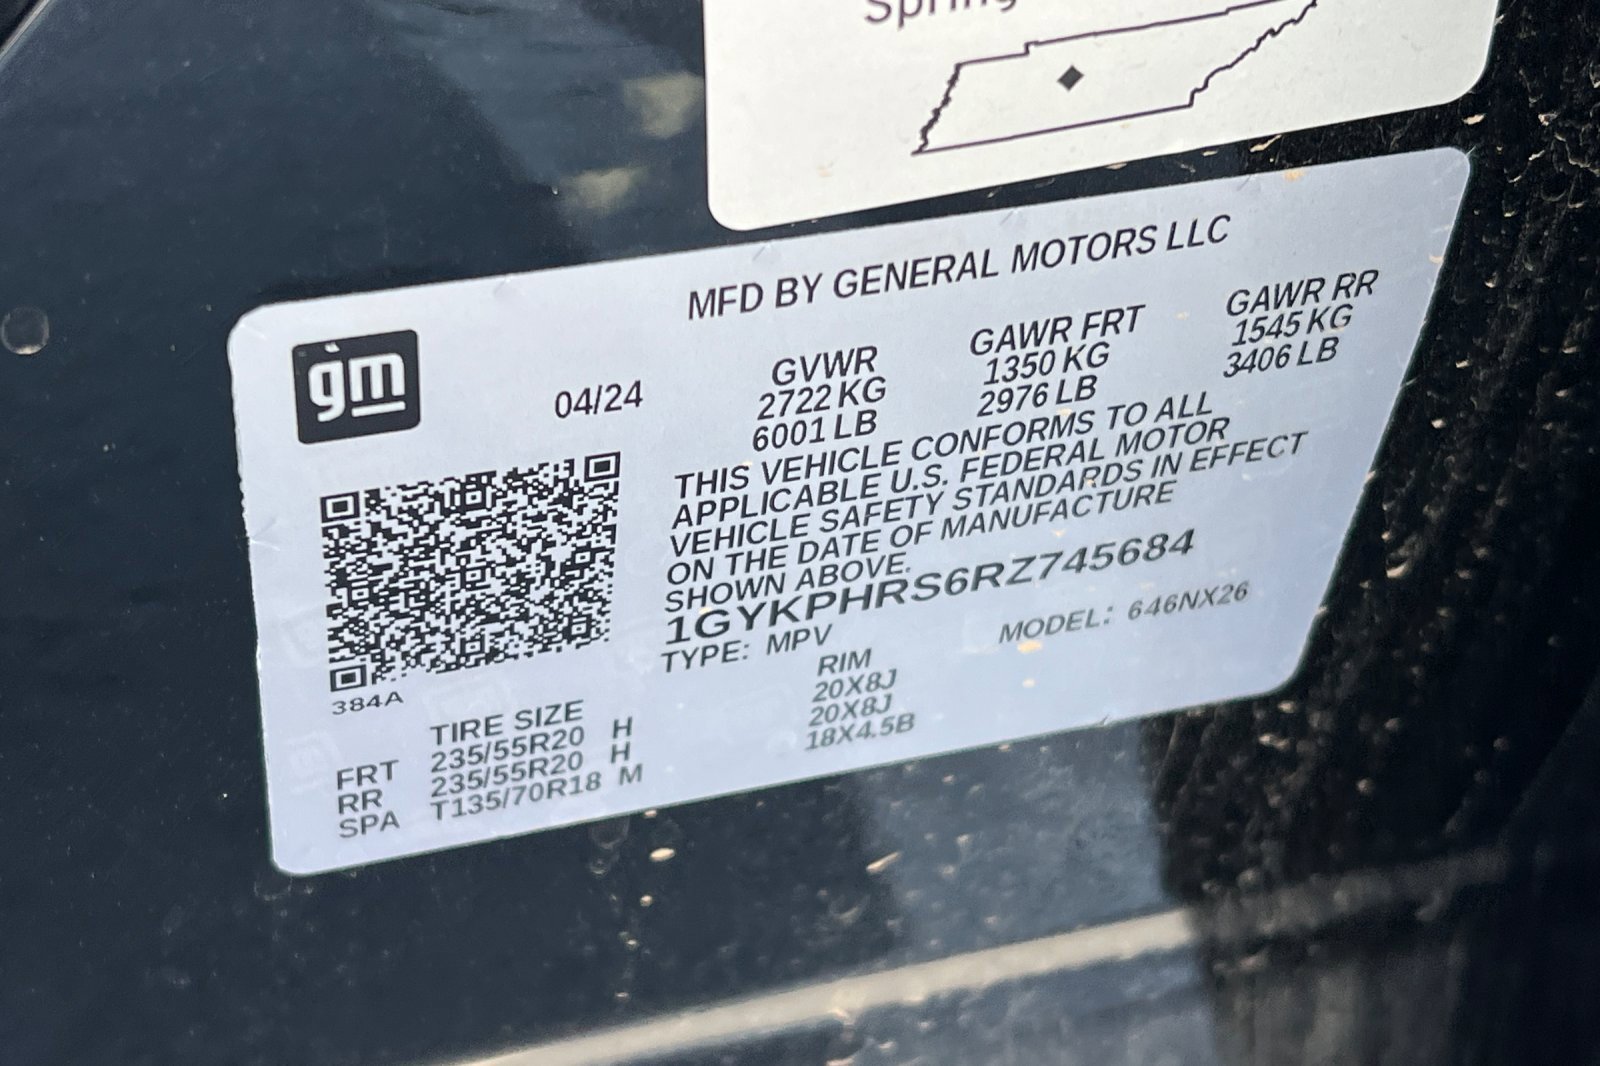 Spring
MFD BY GENERAL MOTORS LLC
gm
04/24
GVWR
2722 KG
6001 LB
GAWR FRT
1350 KG
2976 LB
GAWR RR
1545 KG
3406 LB
THIS VEHICLE CONFORMS TO ALL
APPLICABLE U.S. FEDERAL MOTOR
VEHICLE SAFETY STANDARDS IN EFFECT
ON THE DATE OF MANUFACTURE
SHOWN ABOVE.
1GYKPHRS6RZ745684
TYPE: MPV
MODEL: 646NX26
384A
TIRE SIZE RIM
FRT 235/55R20 H 20X8J
RR 235/55R20 H 20X8J
SPA T135/70R18 M 18X4.5B